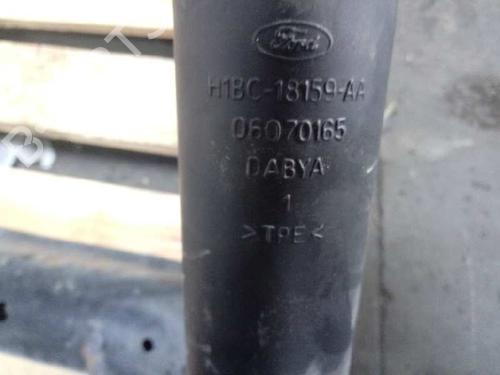 Ford
H1BC-18159-AA
06070165
DABYA
1
>TPE<